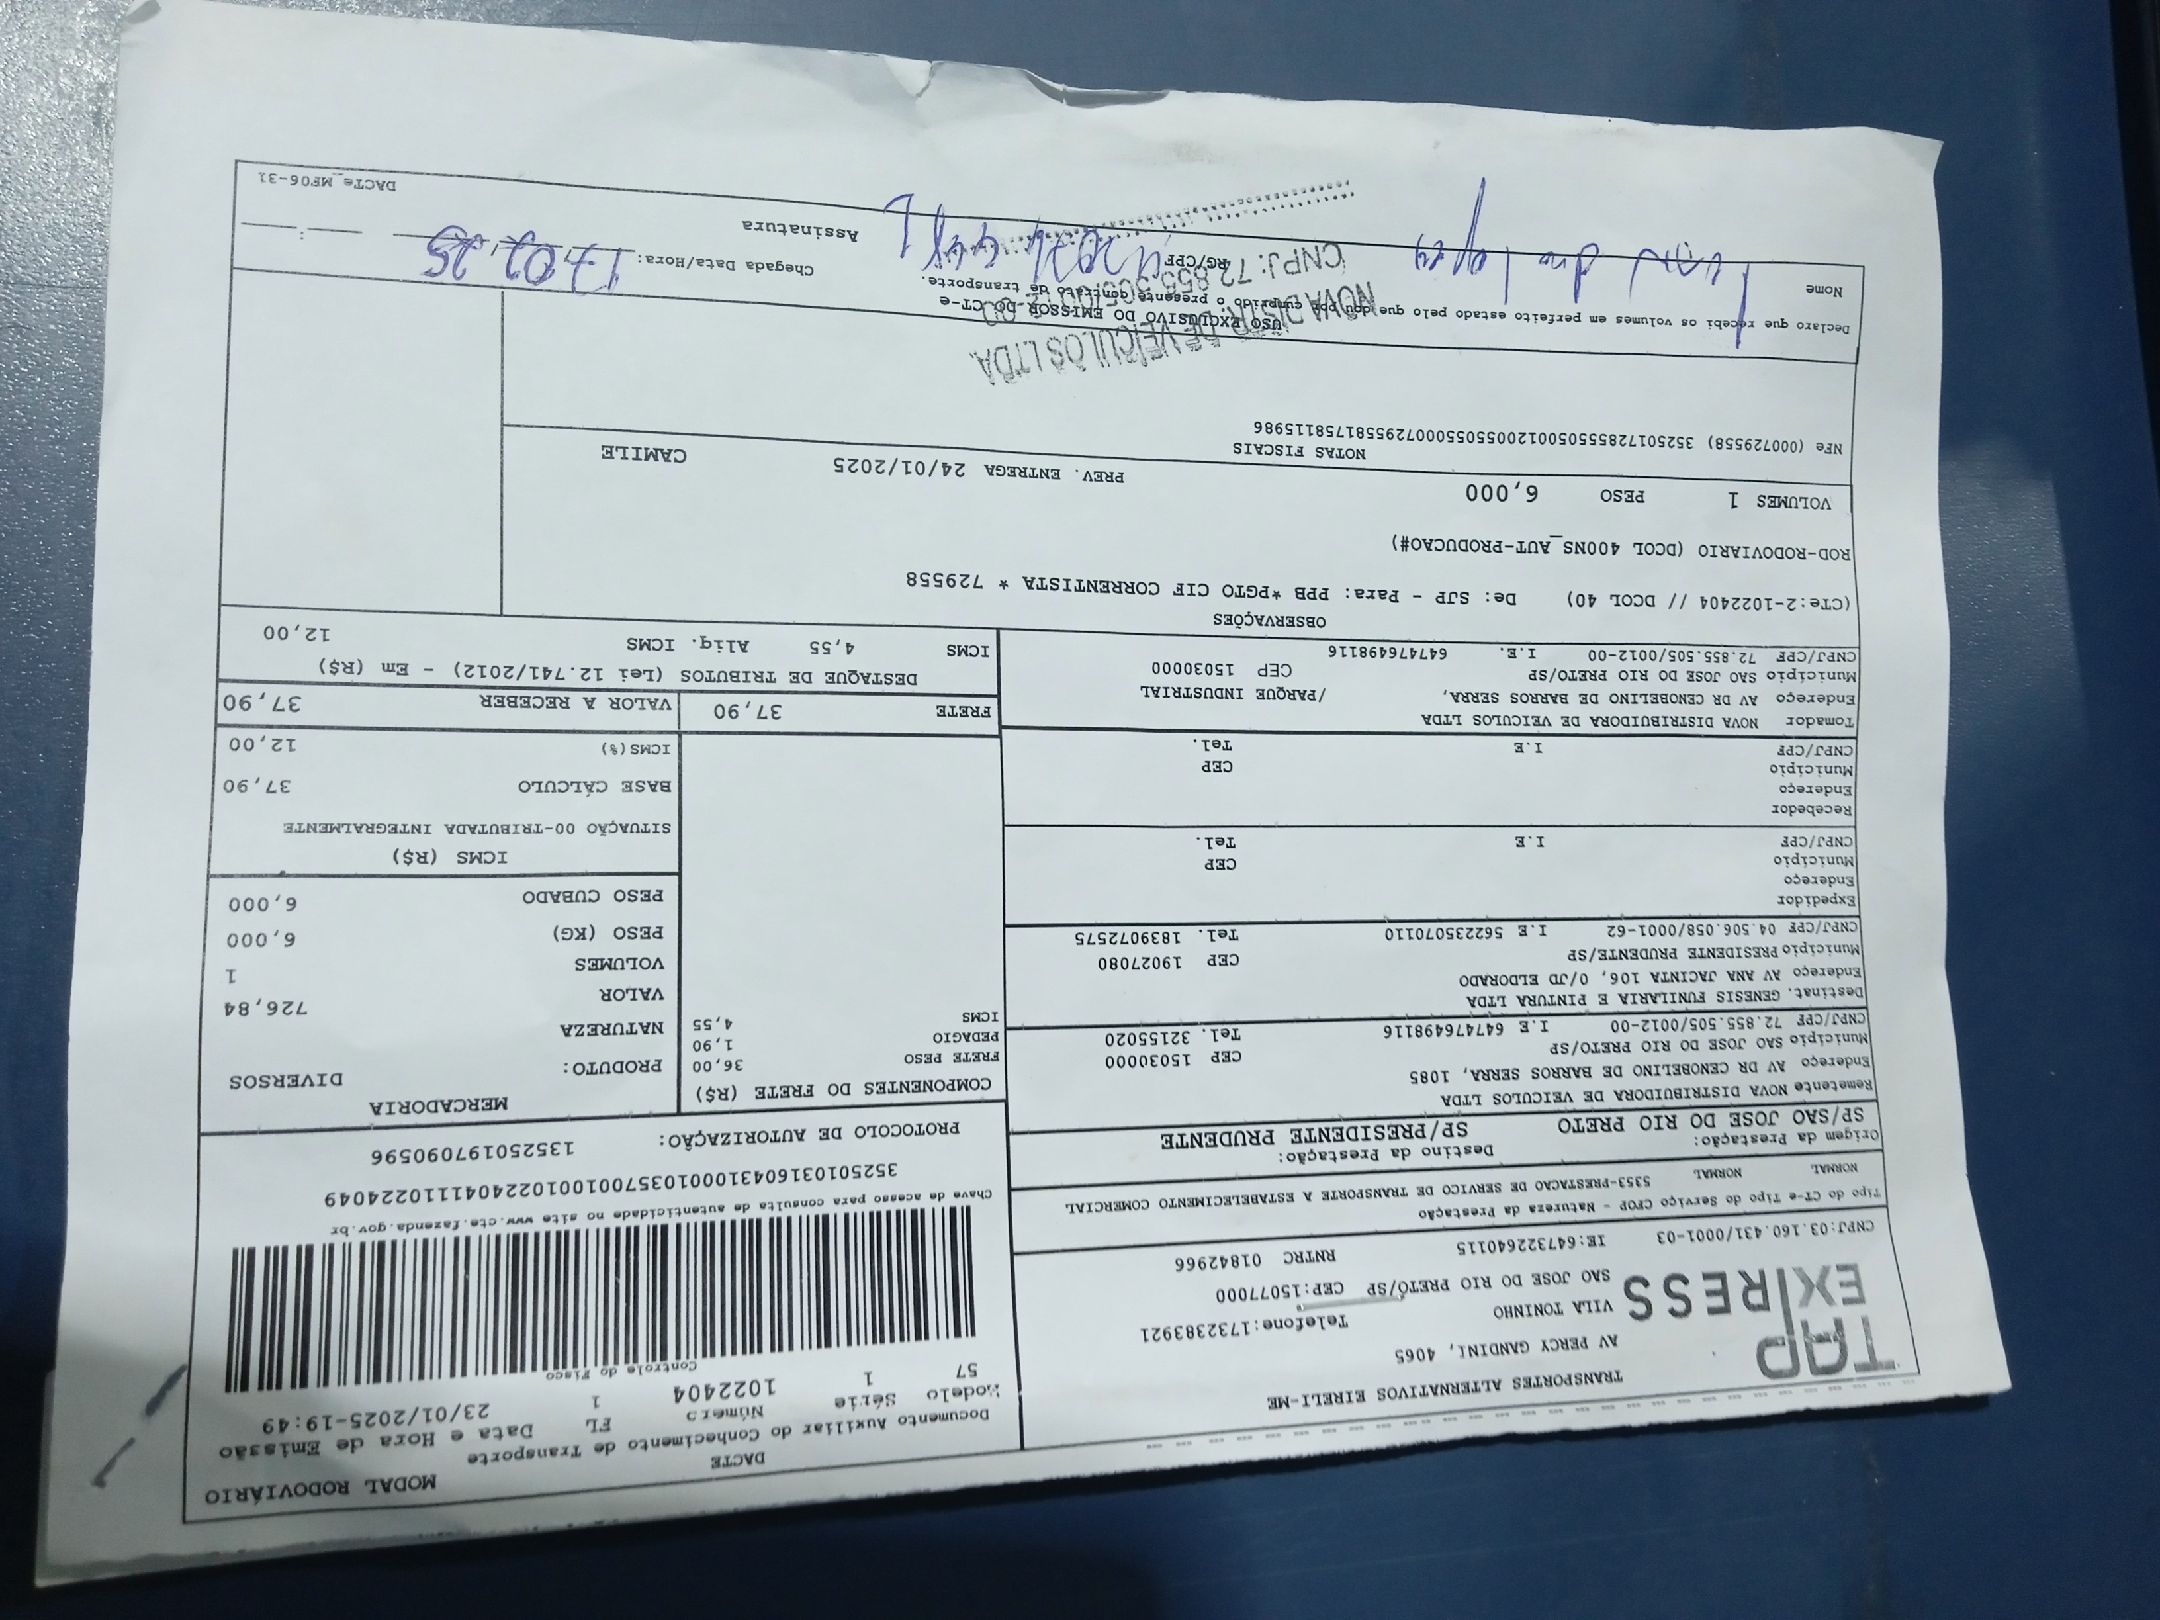 TAP
EXPRESS
TRANSPORTES ALTERNATIVOS EIRELI-ME
AV PERCY GANDINI, 4065
VILA TONINHO Telefone:1732383921
SAO JOSE DO RIO PRETO/SP CEP:15077000
CNPJ:03.160.431/0001-03 IE:647322640115 RNTRC 01842966
DACTE MODAL RODOVIÁRIO
Documento Auxiliar do Conhecimento de Transporte
Modelo Série Número FL Data e Hora de Emissão
57 1 1022404 1 23/01/2025-19:49
Controle do Fisco
Chave de acesso para consulta de autenticidade no site www.cte.fazenda.gov.br
35250103160431000103570010010224041110224049
PROTOCOLO DE AUTORIZAÇÃO: 135250197090596
Tipo do CT-e Tipo do Serviço CFOP - Natureza da Prestação
NORMAL NORMAL 5353-PRESTACAO DE SERVICO DE TRANSPORTE A ESTABELECIMENTO COMERCIAL
Origem da Prestação: Destino da Prestação:
SP/SAO JOSE DO RIO PRETO SP/PRESIDENTE PRUDENTE
Remetente NOVA DISTRIBUIDORA DE VEICULOS LTDA
Endereço AV DR CENOBELINO DE BARROS SERRA, 1085
Município SAO JOSE DO RIO PRETO/SP CEP 15030000
CNPJ/CPF 72.855.505/0012-00 I.E 647476498116 Tel. 32155020
Destinat. GENESIS FUNILARIA E PINTURA LTDA
Endereço AV ANA JACINTA 106, 0/JD ELDORADO
Município PRESIDENTE PRUDENTE/SP CEP 19027080
CNPJ/CPF 04.506.058/0001-62 I.E 562235070110 Tel. 1839072575
Expedidor
Endereço
Município CEP
CNPJ/CPF I.E Tel.
Recebedor
Endereço
Município CEP
CNPJ/CPF I.E Tel.
Tomador NOVA DISTRIBUIDORA DE VEICULOS LTDA
Endereço AV DR CENOBELINO DE BARROS SERRA, /PARQUE INDUSTRIAL
Município SAO JOSE DO RIO PRETO/SP CEP 15030000
CNPJ/CPF 72.855.505/0012-00 I.E. 647476498116
COMPONENTES DO FRETE (R$)
FRETE PESO 36,00
PEDAGIO 1,90
ICMS 4,55
MERCADORIA
PRODUTO: DIVERSOS
NATUREZA
VALOR 726,84
VOLUMES 1
PESO (KG) 6,000
PESO CUBADO 6,000
ICMS (R$)
SITUAÇÃO 00-TRIBUTADA INTEGRALMENTE
BASE CÁLCULO 37,90
ICMS(%) 12,00
FRETE 37,90 VALOR A RECEBER 37,90
DESTAQUE DE TRIBUTOS (Lei 12.741/2012) - Em (R$)
ICMS 4,55 Aliq. ICMS 12,00
OBSERVAÇÕES
(CTe:2-1022404 // DCOL 40) De: SJP - Para: PPB *PGTO CIF CORRENTISTA * 729558
ROD-RODOVIARIO (DCOL 400NS_AUT-PRODUCAO#)
VOLUMES 1 PESO 6,000 PREV. ENTREGA 24/01/2025 CAMILE
NOTAS FISCAIS
NFe (000729558) 35250172855505001200550550007295581758115986
USO EXCLUSIVO DO EMISSOR DO CT-e
Declaro que recebi os volumes em perfeito estado pelo que dou por cumprido o presente contrato de transporte.
NOVA DISTR. DE VEÍCULOS LTDA
CNPJ: 72.855.505/
Nome RG/CPF Assinatura Chegada Data/Hora: 17.02.25
DACTe_MF06-31